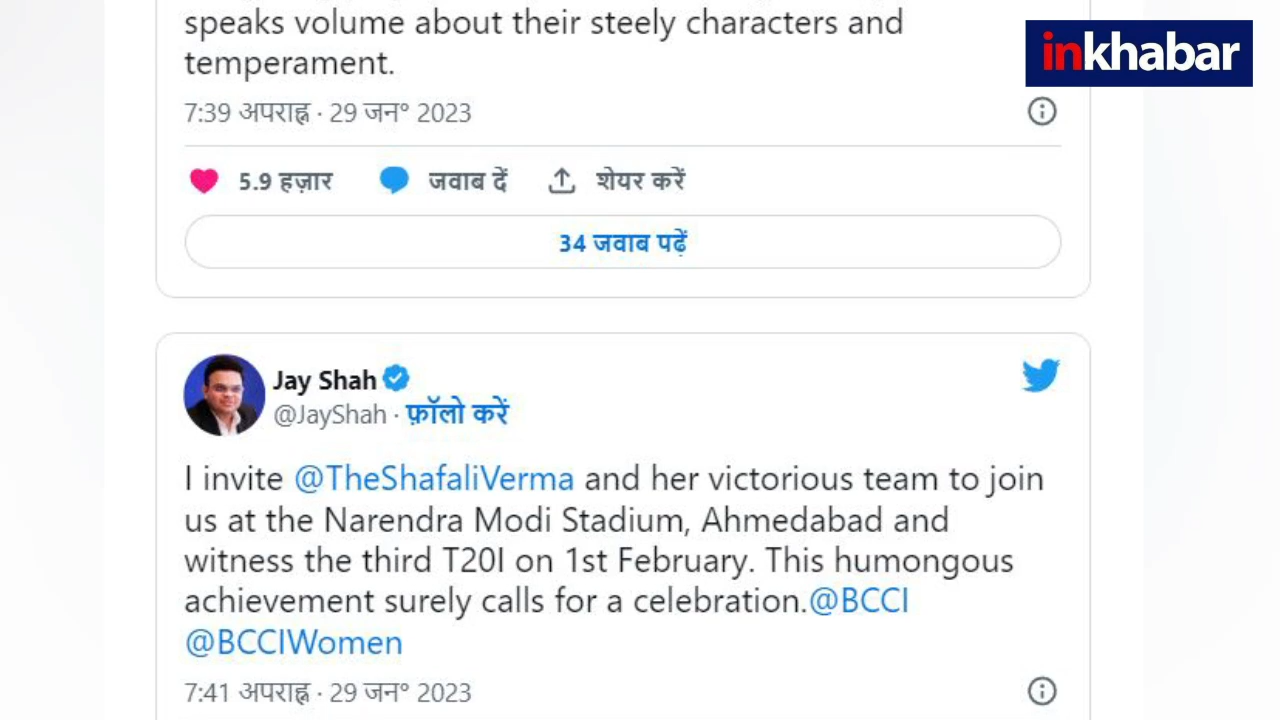 speaks volume about their steely characters and
temperament.
inkhabar
7:39 अपराह्न · 29 जन॰ 2023
5.9 हज़ार जवाब दें शेयर करें
34 जवाब पढ़ें
Jay Shah
@JayShah · फ़ॉलो करें
I invite @TheShafaliVerma and her victorious team to join
us at the Narendra Modi Stadium, Ahmedabad and
witness the third T20I on 1st February. This humongous
achievement surely calls for a celebration.@BCCI
@BCCIWomen
7:41 अपराह्न · 29 जन॰ 2023